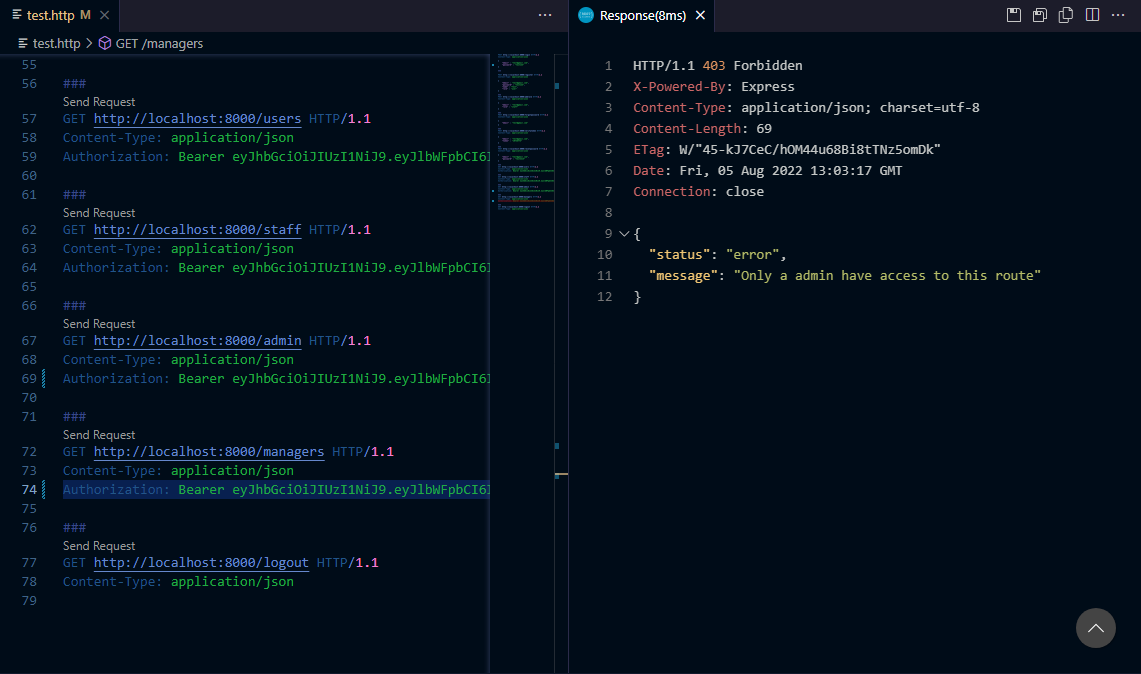 test.http M
test.http > GET /managers
55
56 ###
Send Request
57 GET http://localhost:8000/users HTTP/1.1
58 Content-Type: application/json
59 Authorization: Bearer eyJhbGciOiJIUzI1NiJ9.eyJlbWFpbCI6I
60
61 ###
Send Request
62 GET http://localhost:8000/staff HTTP/1.1
63 Content-Type: application/json
64 Authorization: Bearer eyJhbGciOiJIUzI1NiJ9.eyJlbWFpbCI6I
65
66 ###
Send Request
67 GET http://localhost:8000/admin HTTP/1.1
68 Content-Type: application/json
69 Authorization: Bearer eyJhbGciOiJIUzI1NiJ9.eyJlbWFpbCI6I
70
71 ###
Send Request
72 GET http://localhost:8000/managers HTTP/1.1
73 Content-Type: application/json
74 Authorization: Bearer eyJhbGciOiJIUzI1NiJ9.eyJlbWFpbCI6I
75
76 ###
Send Request
77 GET http://localhost:8000/logout HTTP/1.1
78 Content-Type: application/json
79
Response(8ms)
1 HTTP/1.1 403 Forbidden
2 X-Powered-By: Express
3 Content-Type: application/json; charset=utf-8
4 Content-Length: 69
5 ETag: W/"45-kJ7CeC/hOM44u68Bi8tTNz5omDk"
6 Date: Fri, 05 Aug 2022 13:03:17 GMT
7 Connection: close
8
9 {
10 "status": "error",
11 "message": "Only a admin have access to this route"
12 }